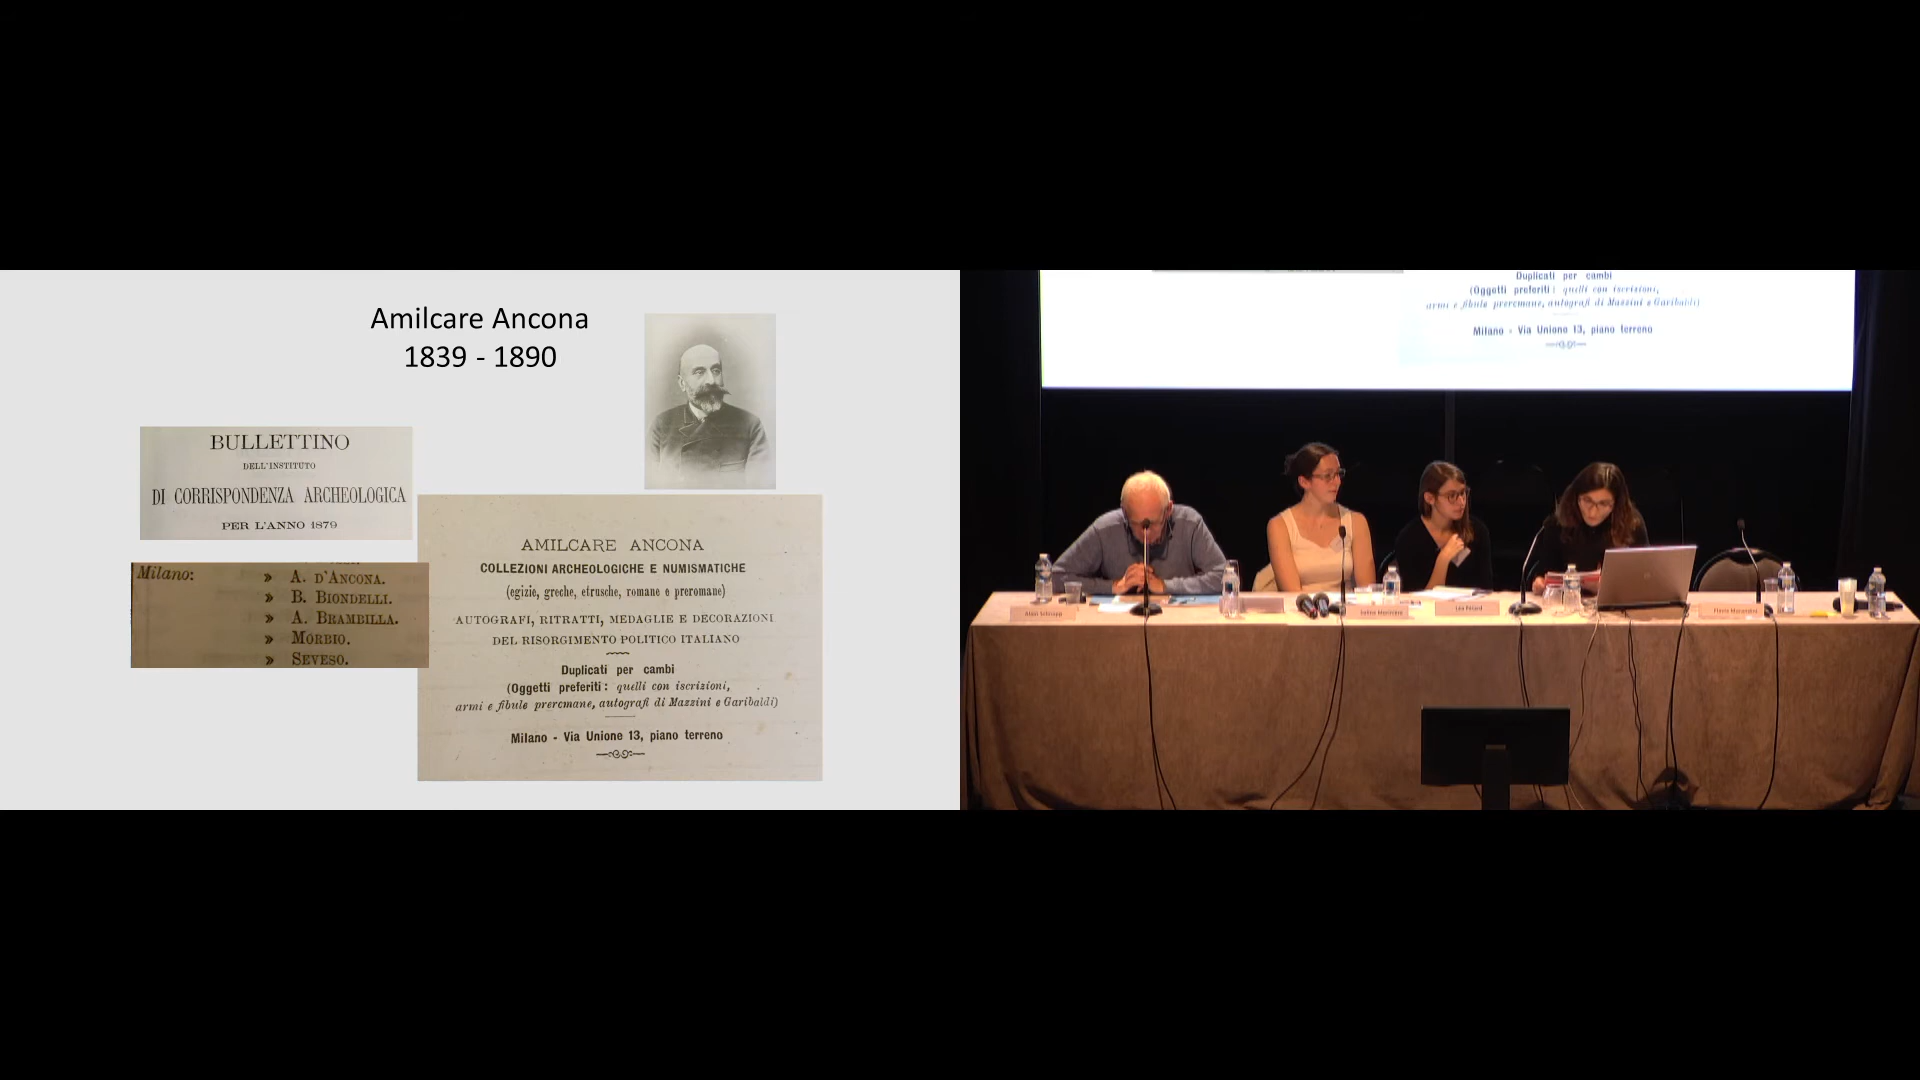 Amilcare Ancona
1839 - 1890
BULLETTINO
DELL'INSTITUTO
DI CORRISPONDENZA ARCHEOLOGICA
PER L'ANNO 1879
Milano:
» A. D'ANCONA.
» B. BIONDELLI.
» A. BRAMBILLA.
» MORBIO.
» SEVESO.
AMILCARE ANCONA
COLLEZIONI ARCHEOLOGICHE E NUMISMATICHE
(egizie, greche, etrusche, romane e preromane)
AUTOGRAFI, RITRATTI, MEDAGLIE E DECORAZIONI
DEL RISORGIMENTO POLITICO ITALIANO
Duplicati per cambi
(Oggetti preferiti: quelli con iscrizioni,
armi e fibule prercmane, autografi di Mazzini e Garibaldi)
Milano - Via Unione 13, piano terreno
Duplicati per cambi
(Oggetti preferiti: quelli con iscrizioni,
armi e fibule prercmane, autografi di Mazzini e Garibaldi)
Milano - Via Unione 13, piano terreno
Alain Schnapp